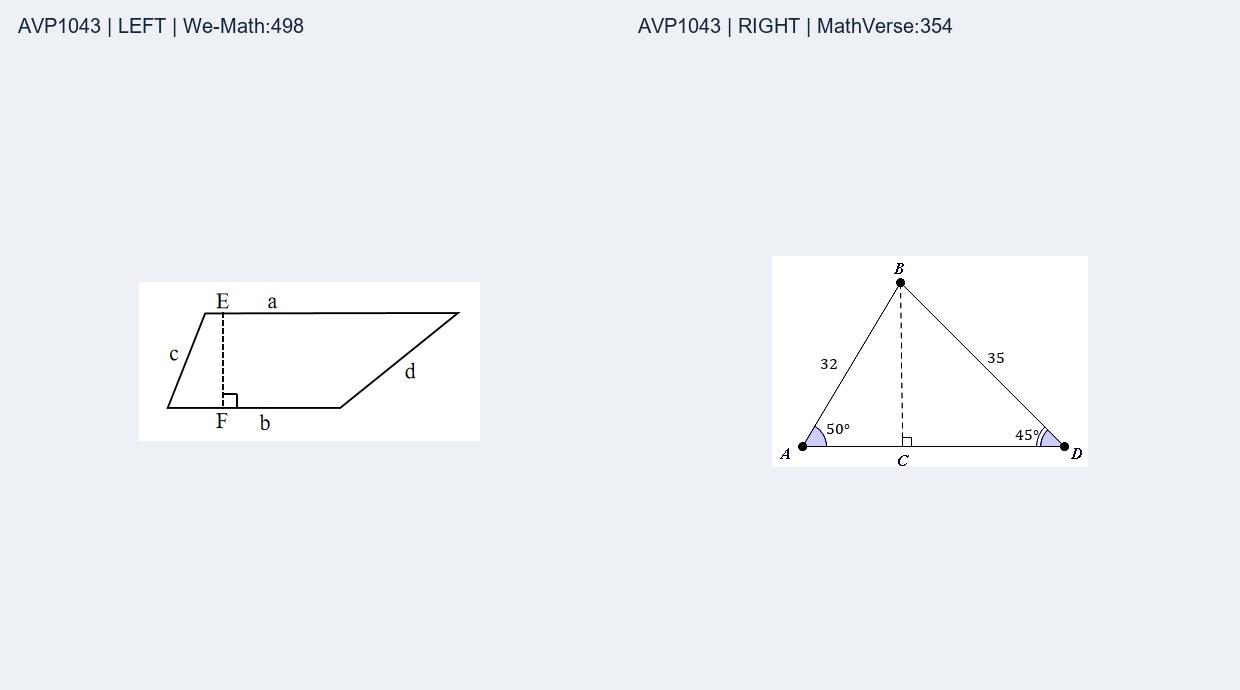 AVP1043 | LEFT | We-Math:498
AVP1043 | RIGHT | MathVerse:354
E a
c
d
F b
B
32
35
50°
45°
A
C
D